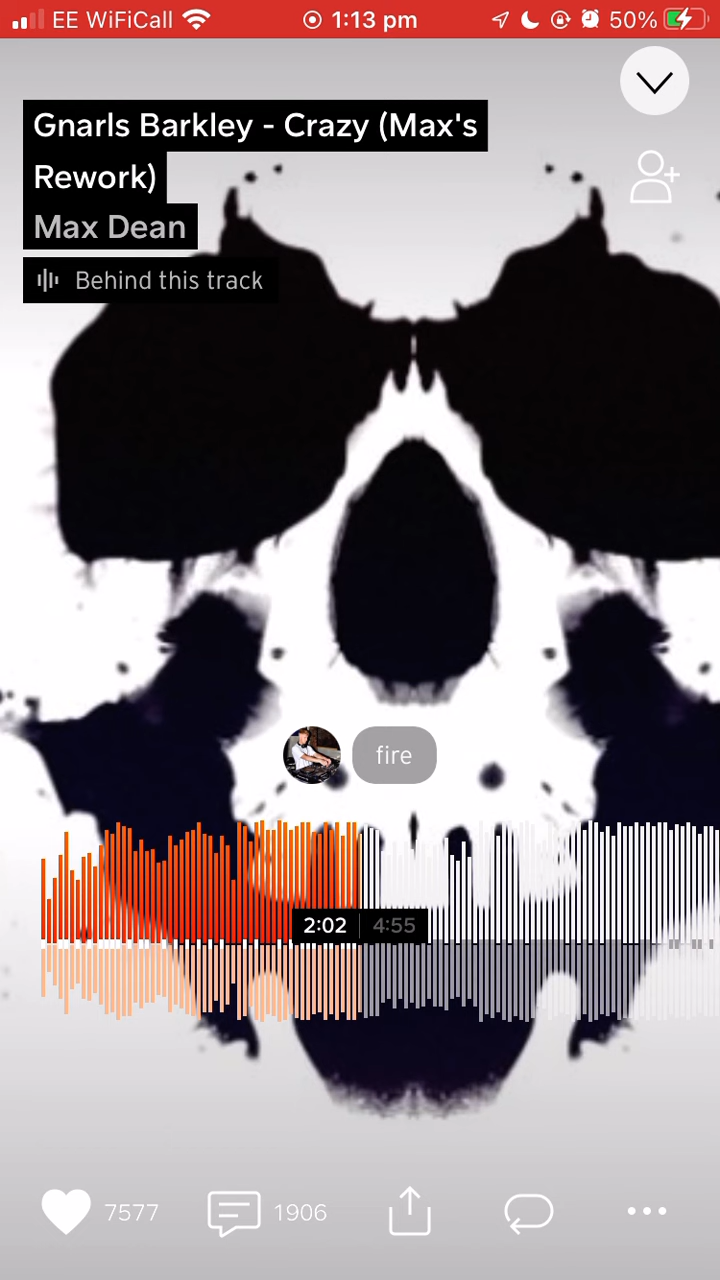 EE WiFiCall 1:13 pm 50%
Gnarls Barkley - Crazy (Max's
Rework)
Max Dean
Behind this track
fire
2:02 4:55
7577 1906